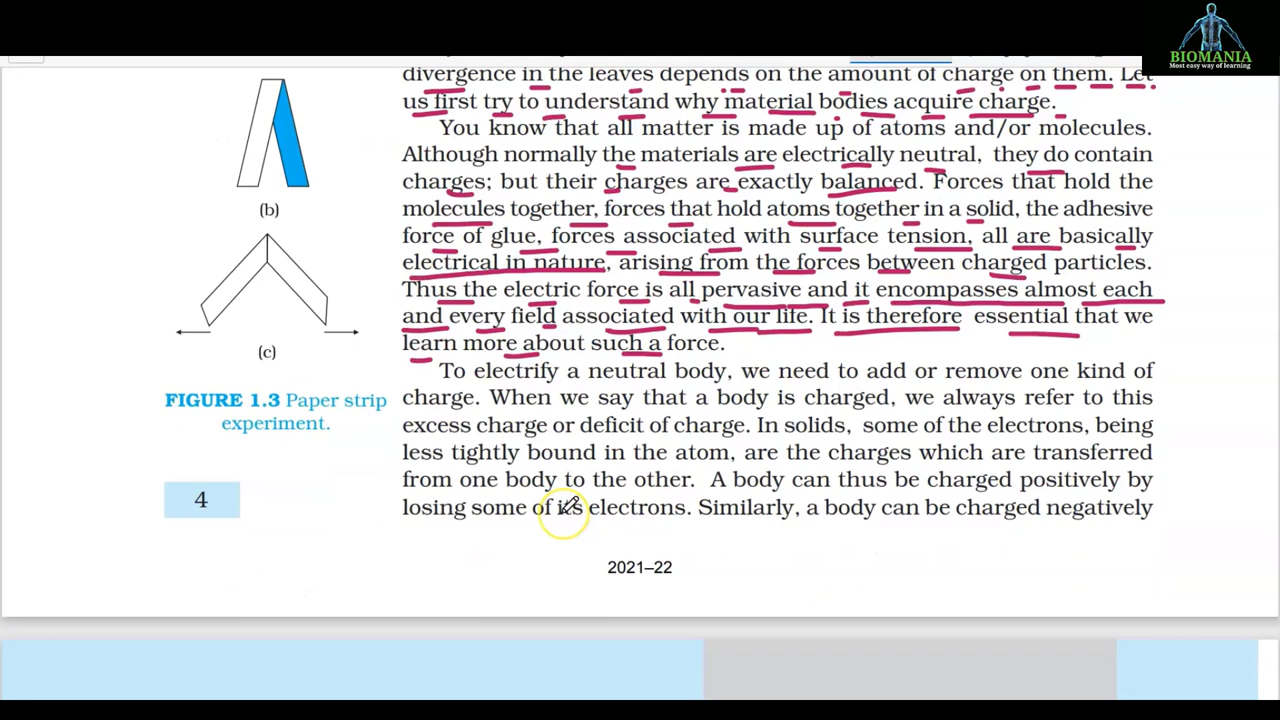 BIOMANIA
Most easy way of learning
divergence in the leaves depends on the amount of charge on them. Let
us first try to understand why material bodies acquire charge.
You know that all matter is made up of atoms and/or molecules.
Although normally the materials are electrically neutral, they do contain
charges; but their charges are exactly balanced. Forces that hold the
molecules together, forces that hold atoms together in a solid, the adhesive
force of glue, forces associated with surface tension, all are basically
electrical in nature, arising from the forces between charged particles.
Thus the electric force is all pervasive and it encompasses almost each
and every field associated with our life. It is therefore essential that we
learn more about such a force.
To electrify a neutral body, we need to add or remove one kind of
charge. When we say that a body is charged, we always refer to this
excess charge or deficit of charge. In solids, some of the electrons, being
less tightly bound in the atom, are the charges which are transferred
from one body to the other. A body can thus be charged positively by
losing some of its electrons. Similarly, a body can be charged negatively
(b)
(c)
FIGURE 1.3 Paper strip
experiment.
4
2021–22